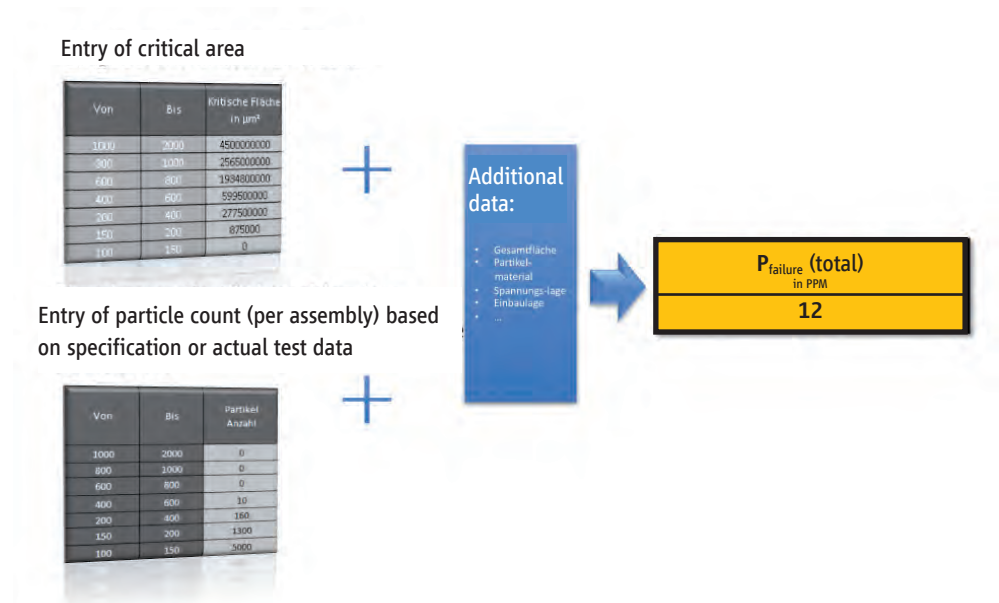 Entry of critical area
Von Bis Kritische Fläche
in µm²
1000 2000 4500000000
800 1000 2565000000
600 800 1934800000
400 600 599500000
200 400 277500000
150 200 875000
100 150 0
Entry of particle count (per assembly) based
on specification or actual test data
Von Bis Partikel
Anzahl
1000 2000 0
800 1000 0
600 800 0
400 600 10
200 400 160
150 200 1300
100 150 5000
Additional
data:
• Gesamtfläche
• Partikel-
material
• Spannungs-lage
• Einbaulage
• ...
Pfailure (total)
in PPM
12